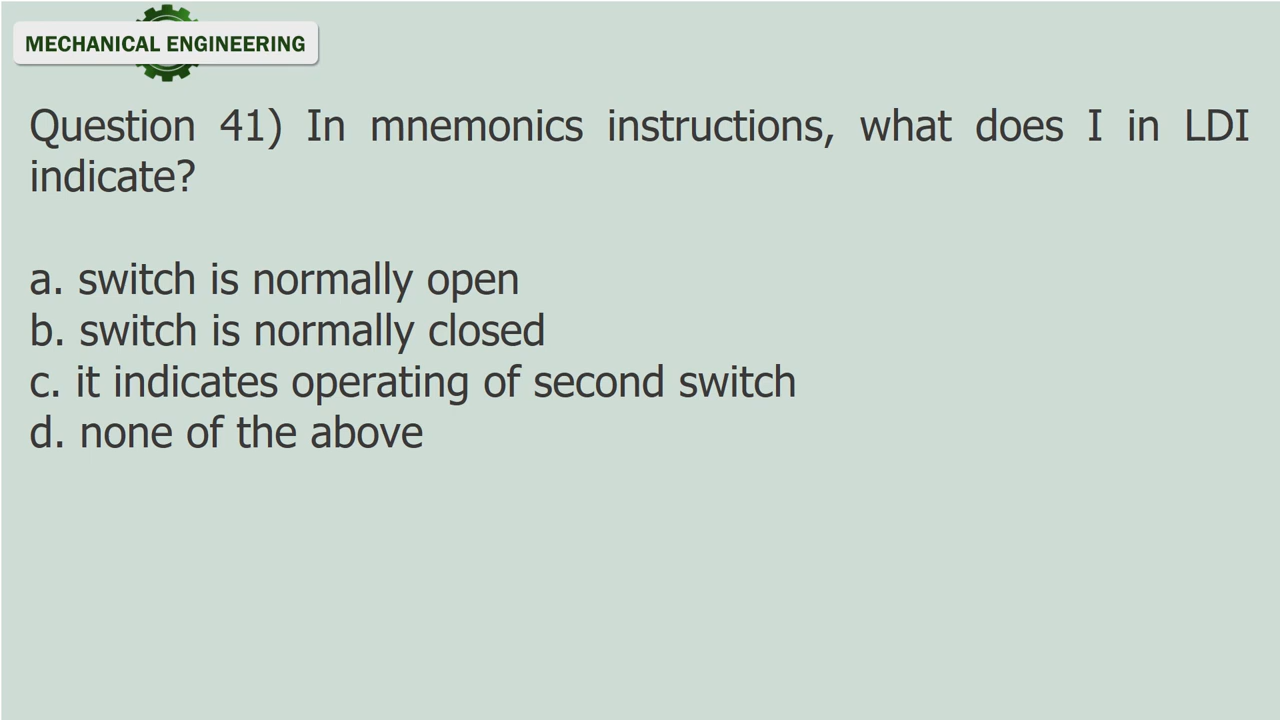 MECHANICAL ENGINEERING
Question 41) In mnemonics instructions, what does I in LDI
indicate?
a. switch is normally open
b. switch is normally closed
c. it indicates operating of second switch
d. none of the above